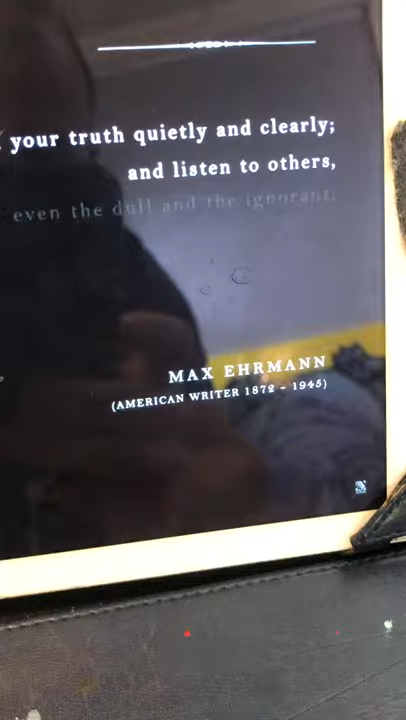 your truth quietly and clearly;
and listen to others,
even the dull and the ignorant;
MAX EHRMANN
(AMERICAN WRITER 1872 - 1945)